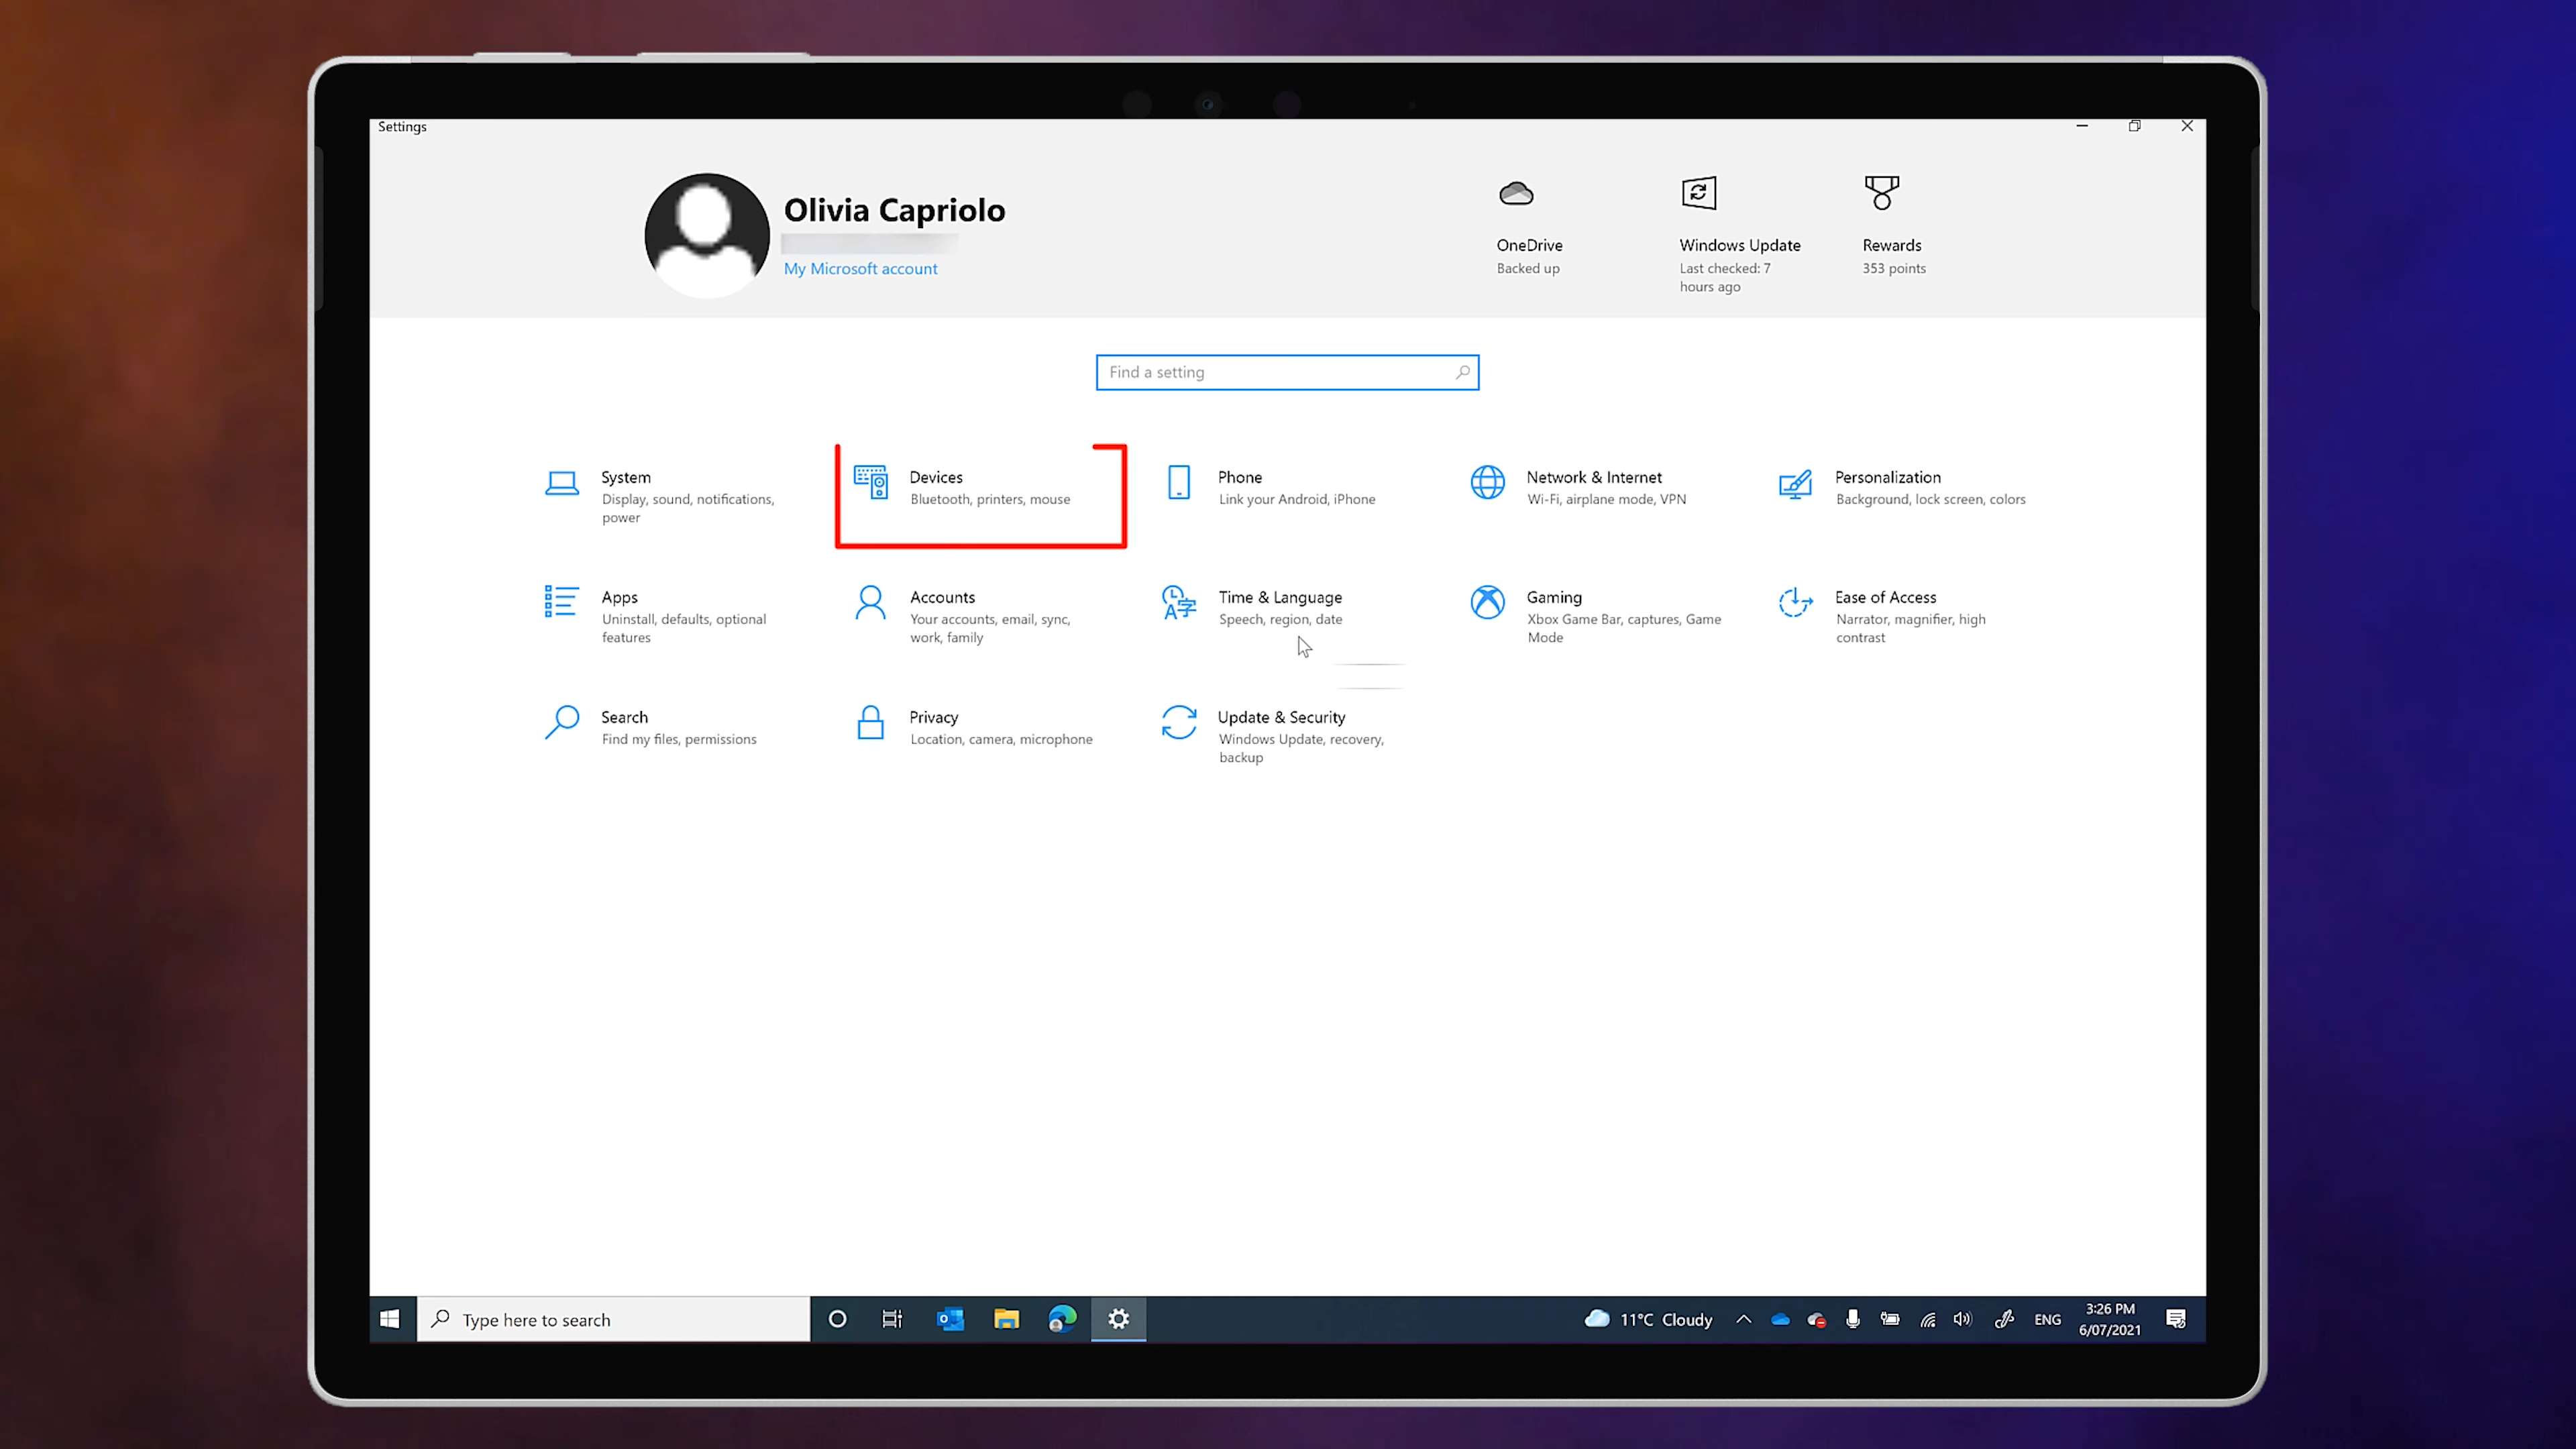 Settings
Olivia Capriolo
My Microsoft account
OneDrive
Backed up
Windows Update
Last checked: 7
hours ago
Rewards
353 points
Find a setting
System
Display, sound, notifications,
power
Devices
Bluetooth, printers, mouse
Phone
Link your Android, iPhone
Network & Internet
Wi-Fi, airplane mode, VPN
Personalization
Background, lock screen, colors
Apps
Uninstall, defaults, optional
features
Accounts
Your accounts, email, sync,
work, family
Time & Language
Speech, region, date
Gaming
Xbox Game Bar, captures, Game
Mode
Ease of Access
Narrator, magnifier, high
contrast
Search
Find my files, permissions
Privacy
Location, camera, microphone
Update & Security
Windows Update, recovery,
backup
Type here to search
11°C Cloudy
ENG
3:26 PM
6/07/2021